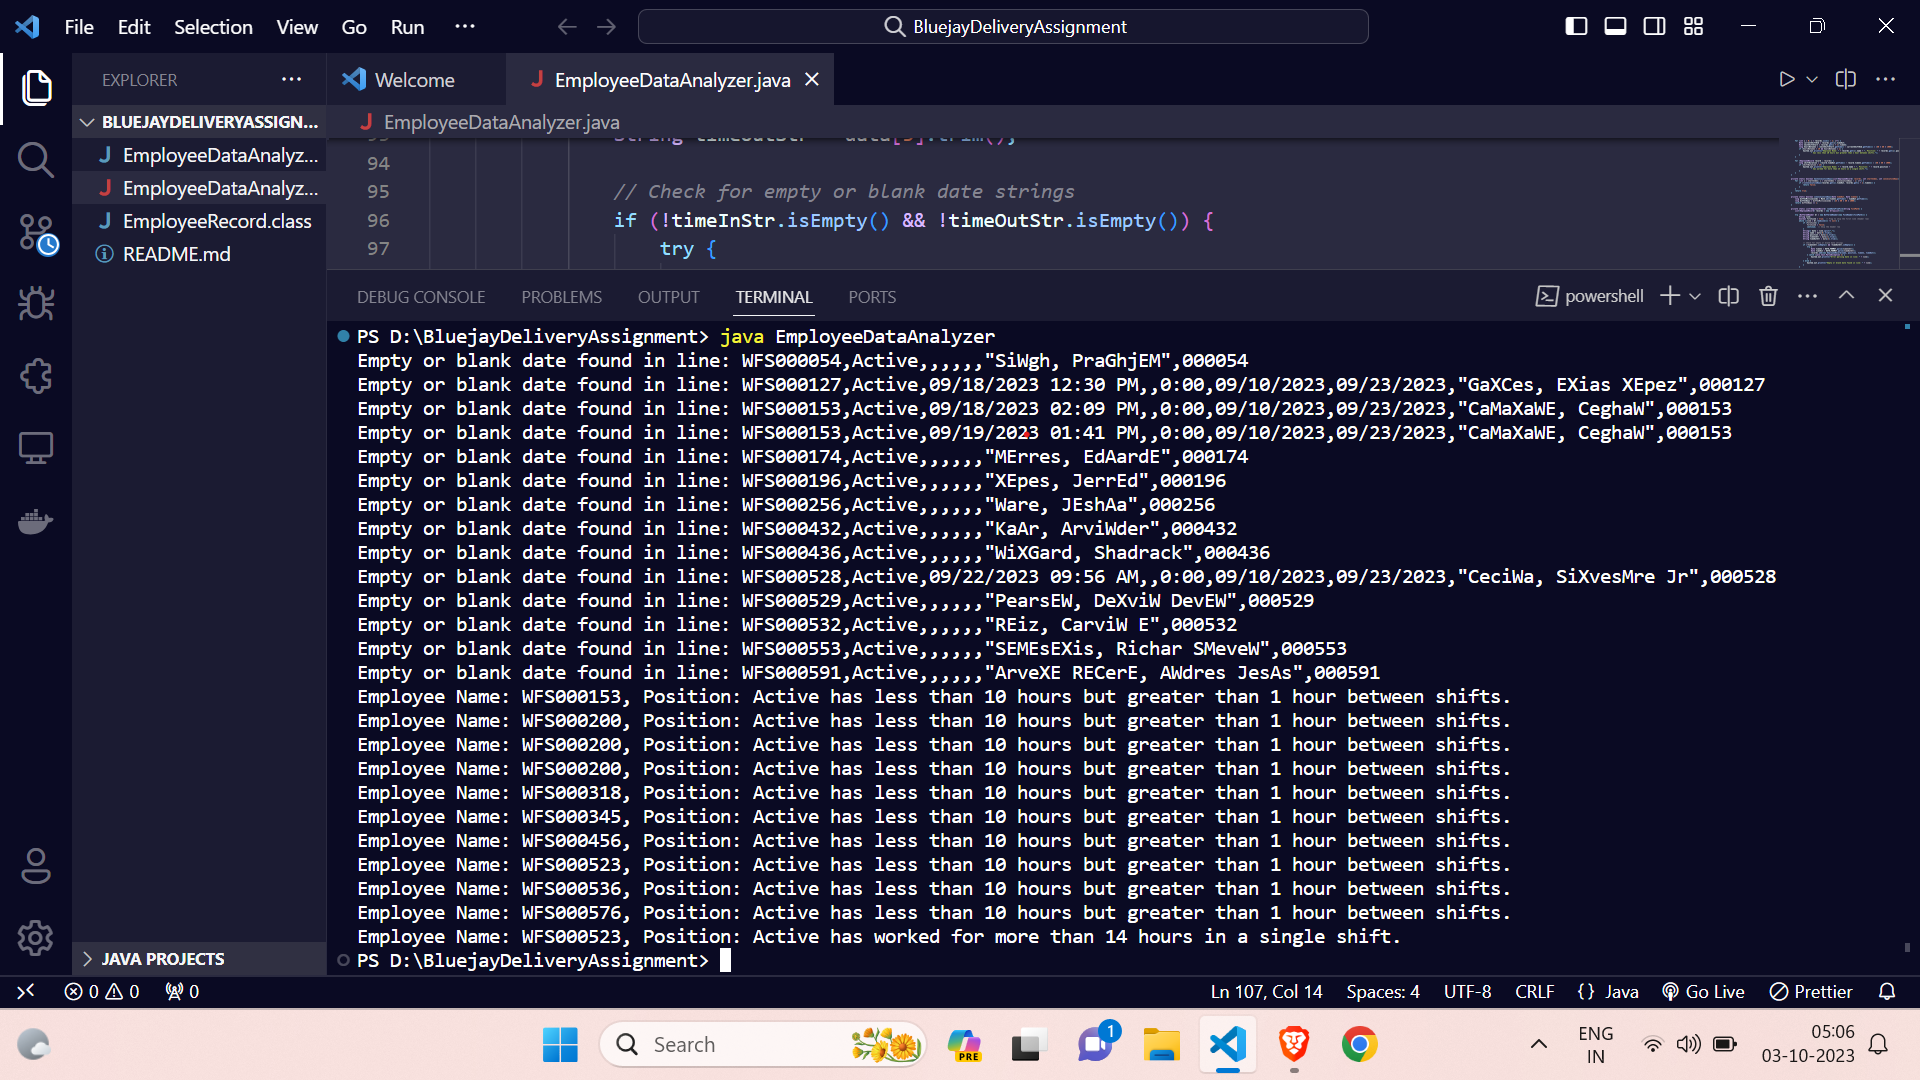 File Edit Selection View Go Run ··· BluejayDeliveryAssignment
EXPLORER
Welcome
EmployeeDataAnalyzer.java
BLUEJAYDELIVERYASSIGN...
EmployeeDataAnalyz...
EmployeeDataAnalyz...
EmployeeRecord.class
README.md
JAVA PROJECTS
EmployeeDataAnalyzer.java
94
95 // Check for empty or blank date strings
96 if (!timeInStr.isEmpty() && !timeOutStr.isEmpty()) {
97 try {
DEBUG CONSOLE PROBLEMS OUTPUT TERMINAL PORTS powershell
PS D:\BluejayDeliveryAssignment> java EmployeeDataAnalyzer
Empty or blank date found in line: WFS000054,Active,,,,,,"SiWgh, PraGhjEM",000054
Empty or blank date found in line: WFS000127,Active,09/18/2023 12:30 PM,,0:00,09/10/2023,09/23/2023,"GaXCes, EXias XEpez",000127
Empty or blank date found in line: WFS000153,Active,09/18/2023 02:09 PM,,0:00,09/10/2023,09/23/2023,"CaMaXaWE, CeghaW",000153
Empty or blank date found in line: WFS000153,Active,09/19/2023 01:41 PM,,0:00,09/10/2023,09/23/2023,"CaMaXaWE, CeghaW",000153
Empty or blank date found in line: WFS000174,Active,,,,,,"MErres, EdAardE",000174
Empty or blank date found in line: WFS000196,Active,,,,,,"XEpes, JerrEd",000196
Empty or blank date found in line: WFS000256,Active,,,,,,"Ware, JEshAa",000256
Empty or blank date found in line: WFS000432,Active,,,,,,"KaAr, ArviWder",000432
Empty or blank date found in line: WFS000436,Active,,,,,,"WiXGard, Shadrack",000436
Empty or blank date found in line: WFS000528,Active,09/22/2023 09:56 AM,,0:00,09/10/2023,09/23/2023,"CeciWa, SiXvesMre Jr",000528
Empty or blank date found in line: WFS000529,Active,,,,,,"PearsEW, DeXviW DevEW",000529
Empty or blank date found in line: WFS000532,Active,,,,,,"REiz, CarviW E",000532
Empty or blank date found in line: WFS000553,Active,,,,,,"SEMEsEXis, Richar SMeveW",000553
Empty or blank date found in line: WFS000591,Active,,,,,,"ArveXE RECerE, AWdres JesAs",000591
Employee Name: WFS000153, Position: Active has less than 10 hours but greater than 1 hour between shifts.
Employee Name: WFS000200, Position: Active has less than 10 hours but greater than 1 hour between shifts.
Employee Name: WFS000200, Position: Active has less than 10 hours but greater than 1 hour between shifts.
Employee Name: WFS000200, Position: Active has less than 10 hours but greater than 1 hour between shifts.
Employee Name: WFS000318, Position: Active has less than 10 hours but greater than 1 hour between shifts.
Employee Name: WFS000345, Position: Active has less than 10 hours but greater than 1 hour between shifts.
Employee Name: WFS000456, Position: Active has less than 10 hours but greater than 1 hour between shifts.
Employee Name: WFS000523, Position: Active has less than 10 hours but greater than 1 hour between shifts.
Employee Name: WFS000536, Position: Active has less than 10 hours but greater than 1 hour between shifts.
Employee Name: WFS000576, Position: Active has less than 10 hours but greater than 1 hour between shifts.
Employee Name: WFS000523, Position: Active has worked for more than 14 hours in a single shift.
PS D:\BluejayDeliveryAssignment>
0 0 0 Ln 107, Col 14 Spaces: 4 UTF-8 CRLF {} Java Go Live Prettier
Search PRE 1 ENG 05:06
IN 03-10-2023